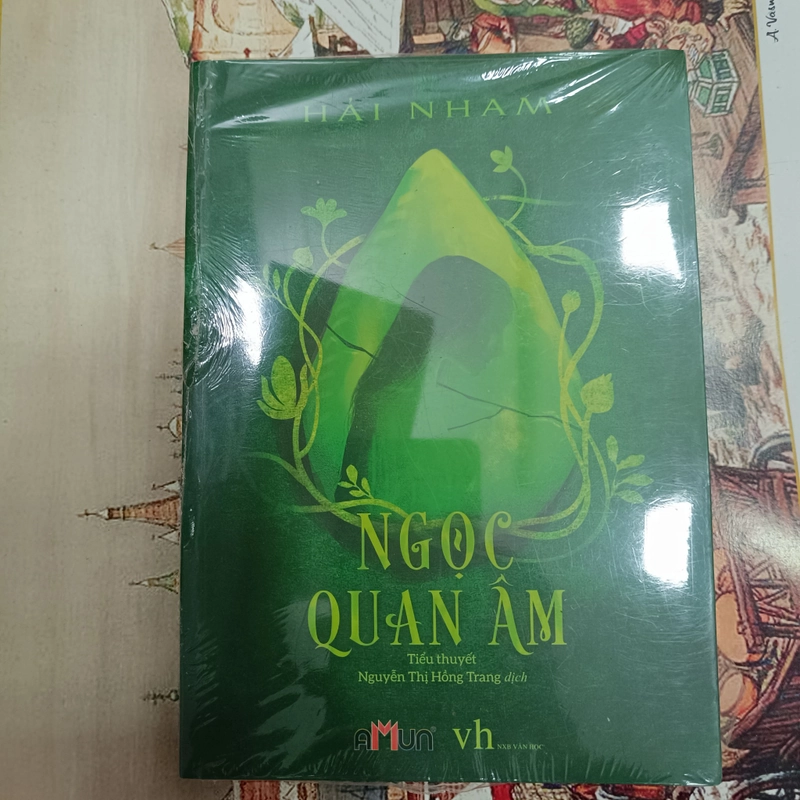 HẢI NHAM
NGỌC
QUAN ÂM
Tiểu thuyết
Nguyễn Thị Hồng Trang dịch
AMUN®
vh NXB VĂN HỌC